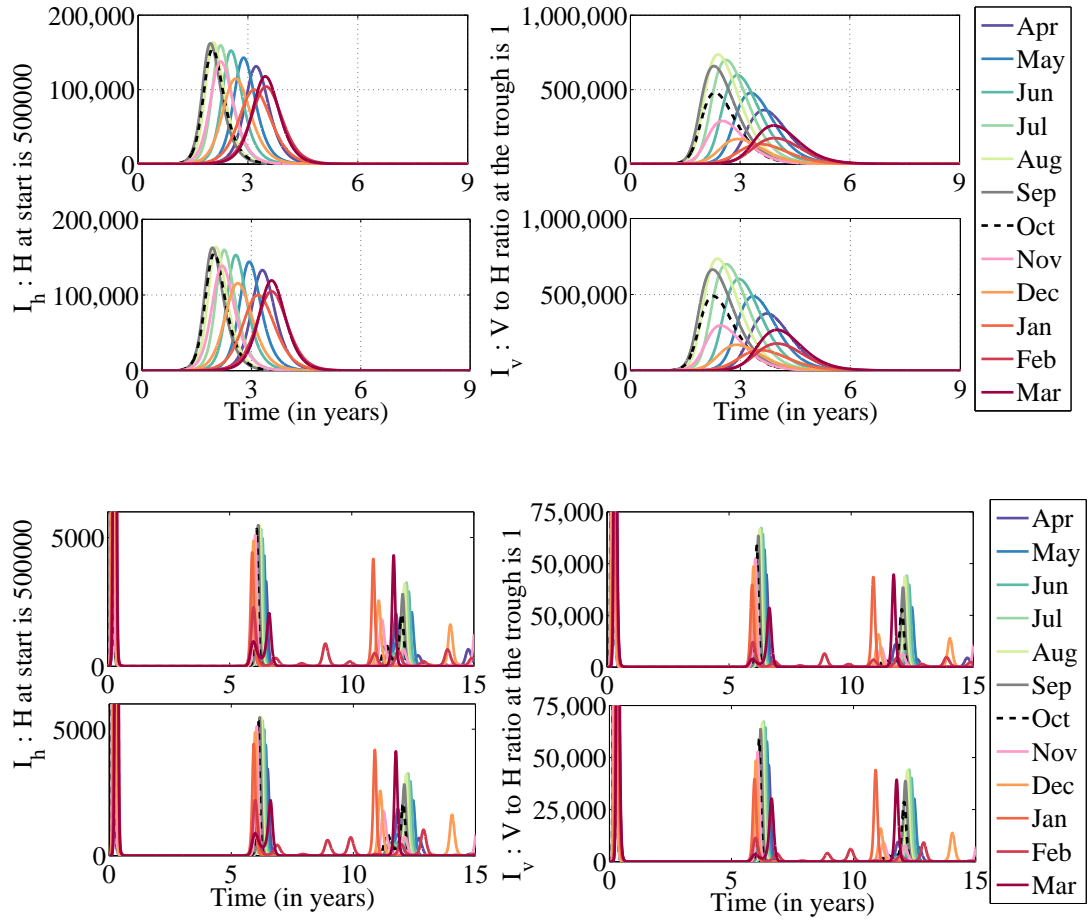 I_h : H at start is 500000
200,000
100,000
0
0
3
6
9
200,000
100,000
0
0
3
6
9
Time (in years)
I_v : V to H ratio at the trough is 1
1,000,000
500,000
0
0
3
6
9
1,000,000
500,000
0
0
3
6
9
Time (in years)
Apr
May
Jun
Jul
Aug
Sep
Oct
Nov
Dec
Jan
Feb
Mar
I_h : H at start is 500000
5000
0
0
5
10
15
5000
0
0
5
10
15
Time (in years)
I_v : V to H ratio at the trough is 1
75,000
50,000
50,000
0
0
5
10
15
75,000
50,000
25,000
0
0
5
10
15
Time (in years)
Apr
May
Jun
Jul
Aug
Sep
Oct
Nov
Dec
Jan
Feb
Mar